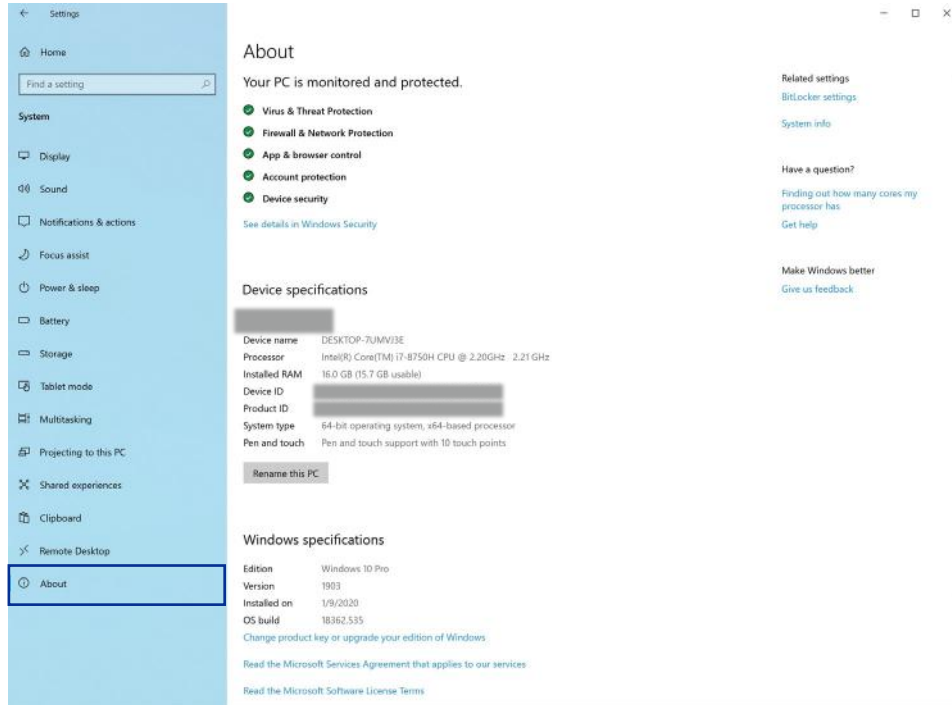 Settings
Home
Find a setting
System
Display
Sound
Notifications & actions
Focus assist
Power & sleep
Battery
Storage
Tablet mode
Multitasking
Projecting to this PC
Shared experiences
Clipboard
Remote Desktop
About
About
Your PC is monitored and protected.
Virus & Threat Protection
Firewall & Network Protection
App & browser control
Account protection
Device security
See details in Windows Security
Device specifications
Device name DESKTOP-7UMVJ3E
Processor Intel(R) Core(TM) i7-8750H CPU @ 2.20GHz 2.21 GHz
Installed RAM 16.0 GB (15.7 GB usable)
Device ID
Product ID
System type 64-bit operating system, x64-based processor
Pen and touch Pen and touch support with 10 touch points
Rename this PC
Windows specifications
Edition Windows 10 Pro
Version 1903
Installed on 1/9/2020
OS build 18362.535
Change product key or upgrade your edition of Windows
Read the Microsoft Services Agreement that applies to our services
Read the Microsoft Software License Terms
Related settings
BitLocker settings
System info
Have a question?
Finding out how many cores my
processor has
Get help
Make Windows better
Give us feedback